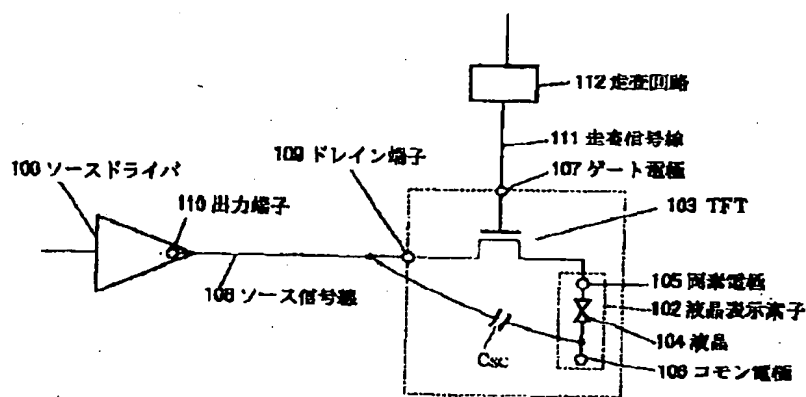 112 走査回路
111 走査信号線
109 ドレイン端子
107 ゲート電極
100 ソースドライバ
110 出力端子
103 TFT
108 ソース信号線
105 画素電極
102 液晶表示素子
104 液晶
Csc
106 コモン電極